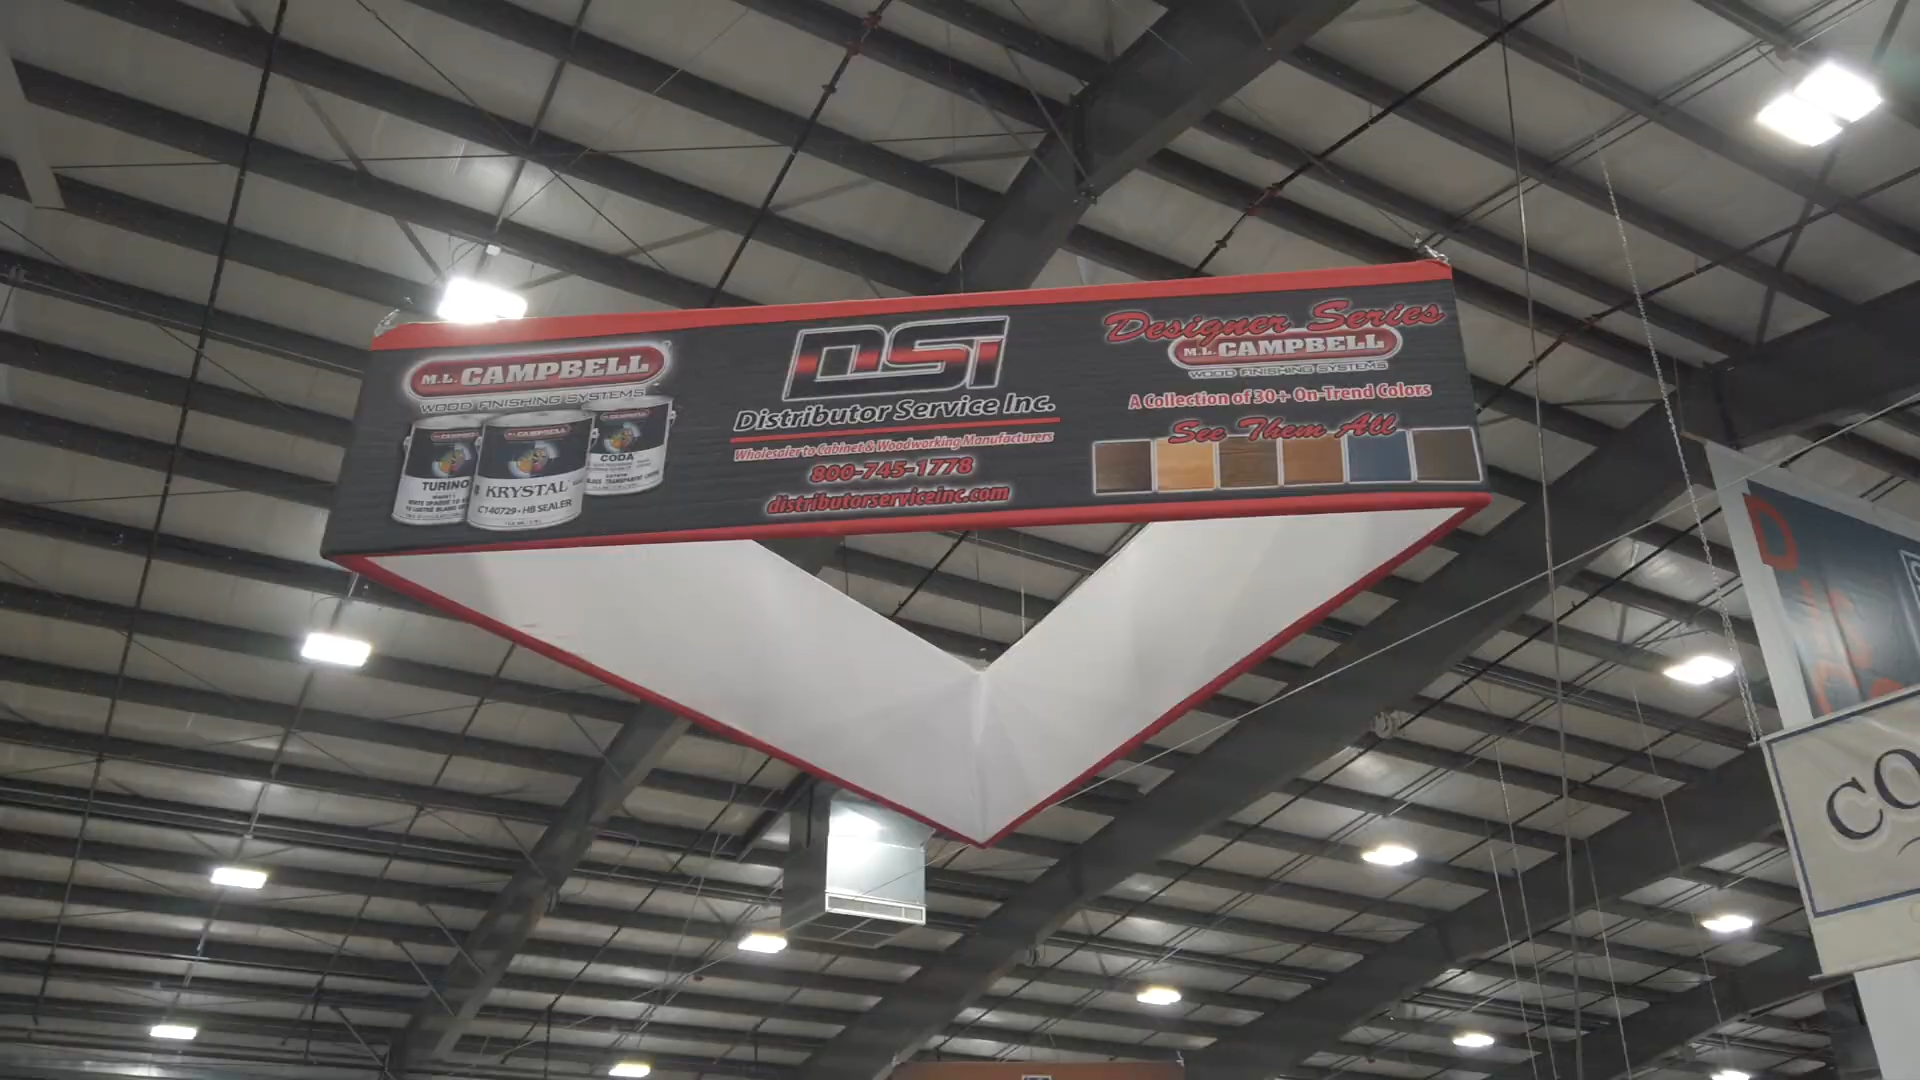 M.L. CAMPBELL
WOOD FINISHING SYSTEMS
TURINO
KRYSTAL
C140729 • HB SEALER
CODA
DSI
Distributor Service Inc.
Wholesaler to Cabinet & Woodworking Manufacturers
800-745-1778
distributorserviceinc.com
Designer Series
M.L. CAMPBELL
WOOD FINISHING SYSTEMS
A Collection of 30+ On-Trend Colors
See Them All
CO